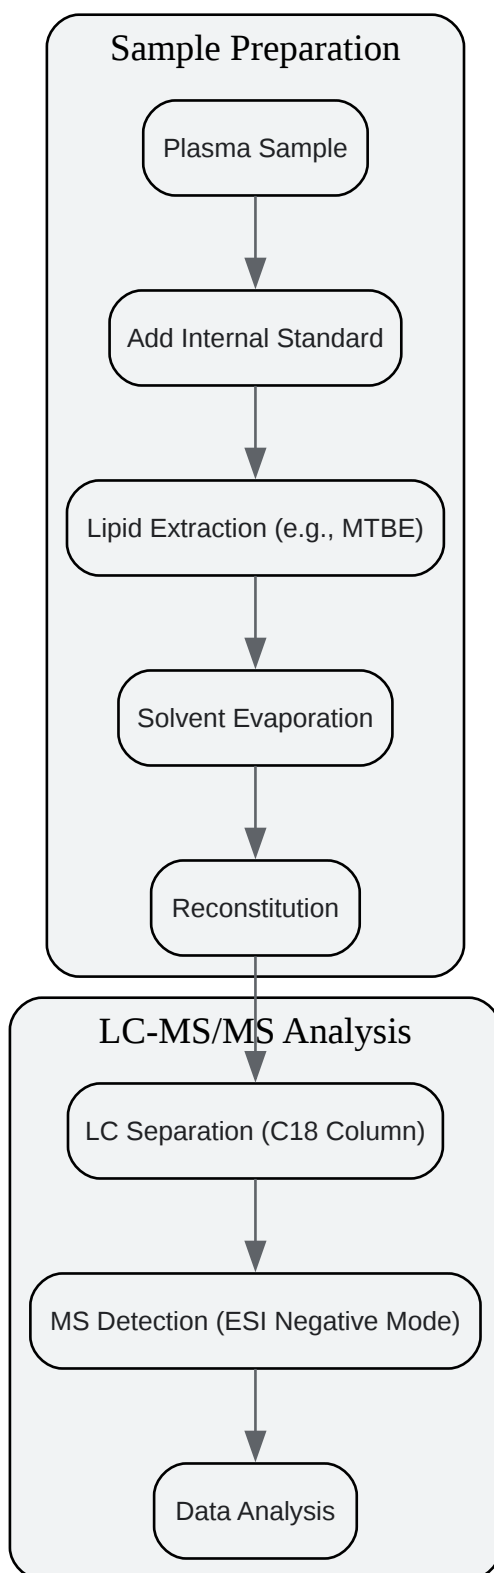 Sample Preparation
Plasma Sample
Add Internal Standard
Lipid Extraction (e.g., MTBE)
Solvent Evaporation
Reconstitution
LC-MS/MS Analysis
LC Separation (C18 Column)
MS Detection (ESI Negative Mode)
Data Analysis